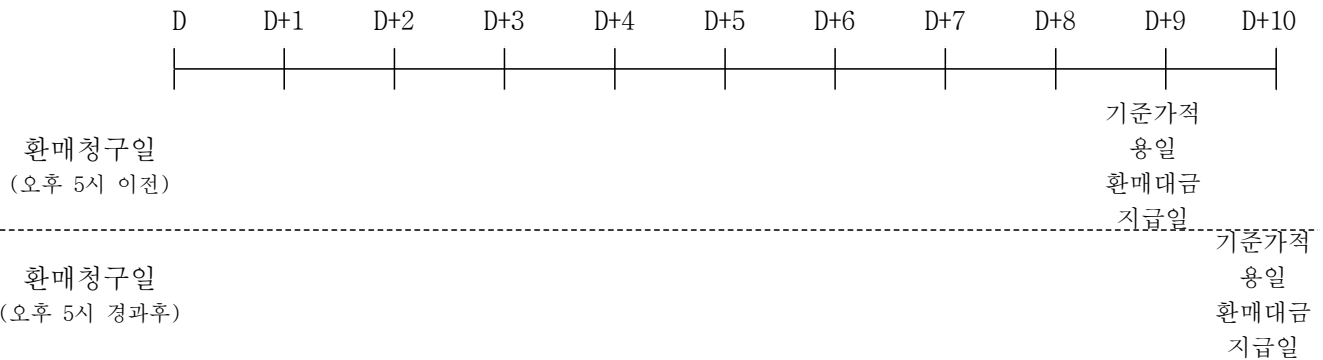 D D+1 D+2 D+3 D+4 D+5 D+6 D+7 D+8 D+9 D+10
환매청구일
(오후 5시 이전)
기준가적
용일
환매대금
지급일
환매청구일
(오후 5시 경과후)
기준가적
용일
환매대금
지급일